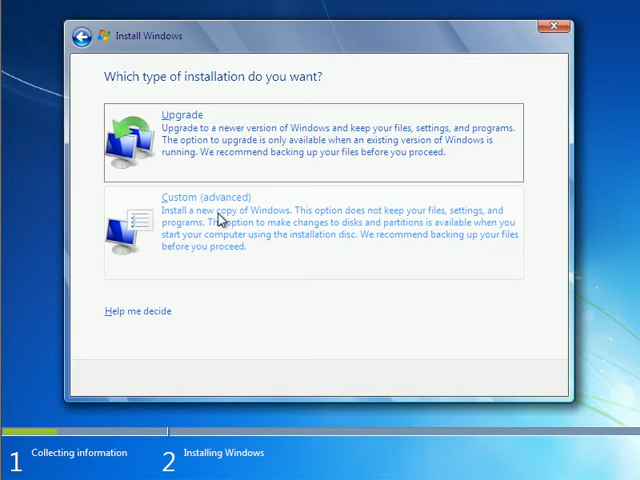 Install Windows
Which type of installation do you want?
Upgrade
Upgrade to a newer version of Windows and keep your files, settings, and programs.
The option to upgrade is only available when an existing version of Windows is
running. We recommend backing up your files before you proceed.
Custom (advanced)
Install a new copy of Windows. This option does not keep your files, settings, and
programs. The option to make changes to disks and partitions is available when you
start your computer using the installation disc. We recommend backing up your files
before you proceed.
Help me decide
1 Collecting information
2 Installing Windows